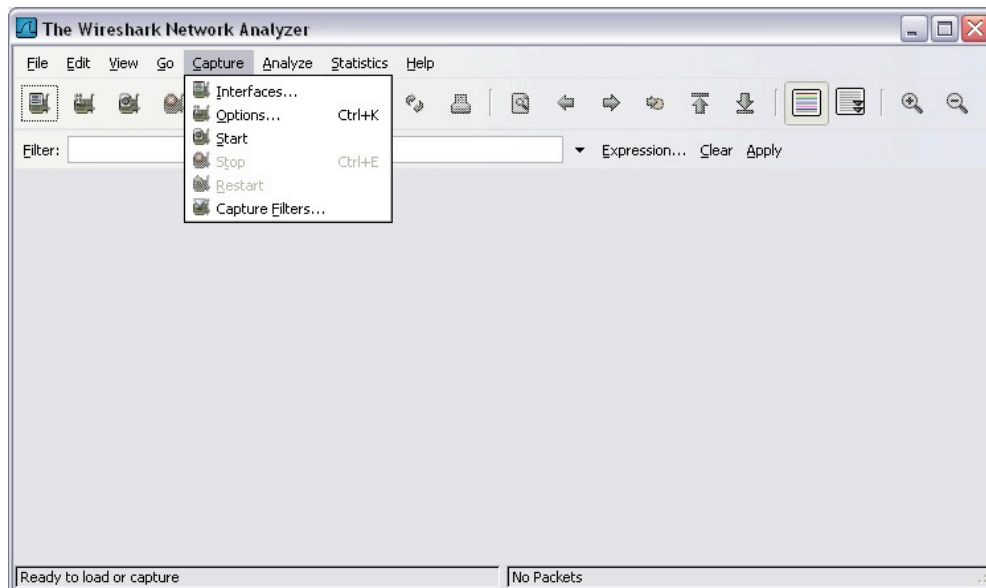 The Wireshark Network Analyzer
File Edit View Go Capture Analyze Statistics Help
Interfaces...
Options... Ctrl+K
Start
Stop Ctrl+E
Restart
Capture Filters...
Filter: Expression... Clear Apply
Ready to load or capture No Packets